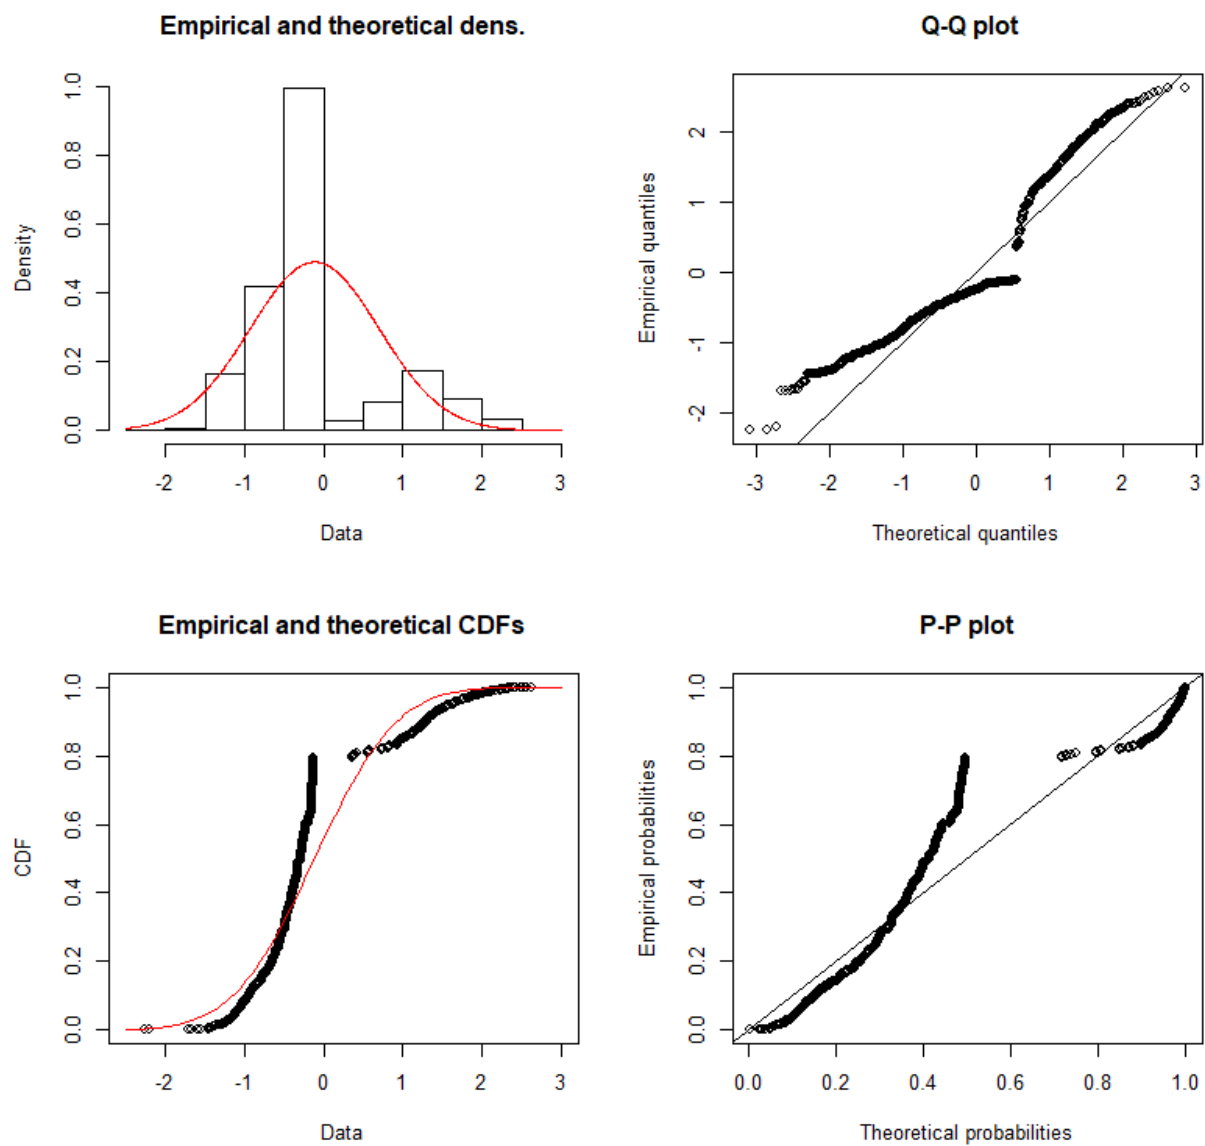 Empirical and theoretical dens.
Density
0.0 0.2 0.4 0.6 0.8 1.0
-2 -1 0 1 2 3
Data
Q-Q plot
Empirical quantiles
-2 -1 0 1 2
-3 -2 -1 0 1 2 3
Theoretical quantiles
Empirical and theoretical CDFs
CDF
0.0 0.2 0.4 0.6 0.8 1.0
-2 -1 0 1 2 3
Data
P-P plot
Empirical probabilities
0.0 0.2 0.4 0.6 0.8 1.0
0.0 0.2 0.4 0.6 0.8 1.0
Theoretical probabilities